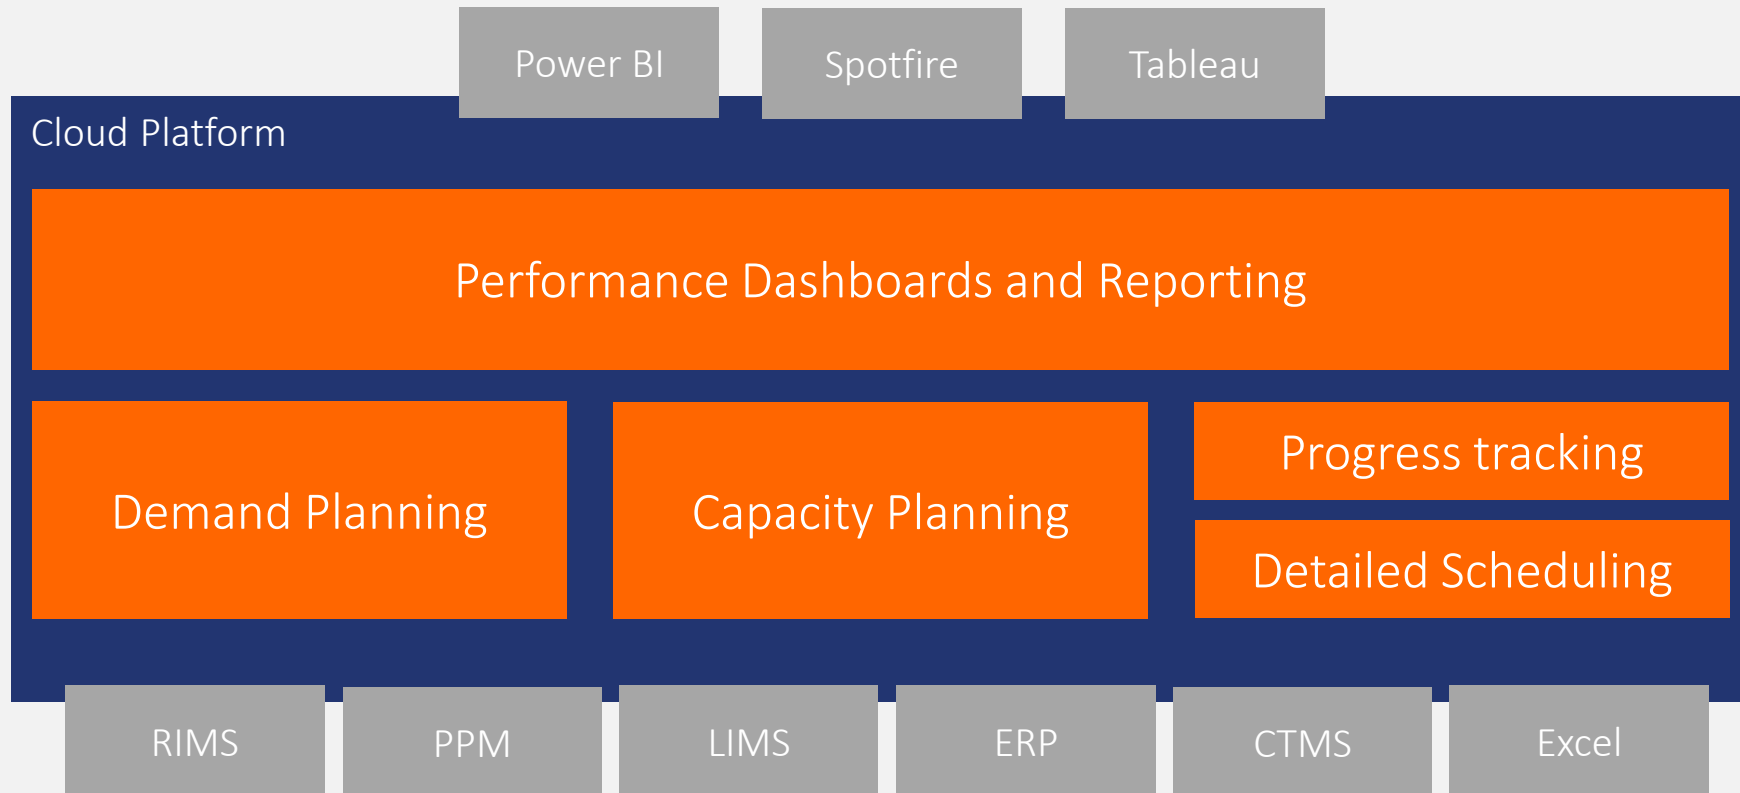 Power BI
Spotfire
Tableau
Cloud Platform
Performance Dashboards and Reporting
Demand Planning
Capacity Planning
Progress tracking
Detailed Scheduling
RIMS
PPM
LIMS
ERP
CTMS
Excel